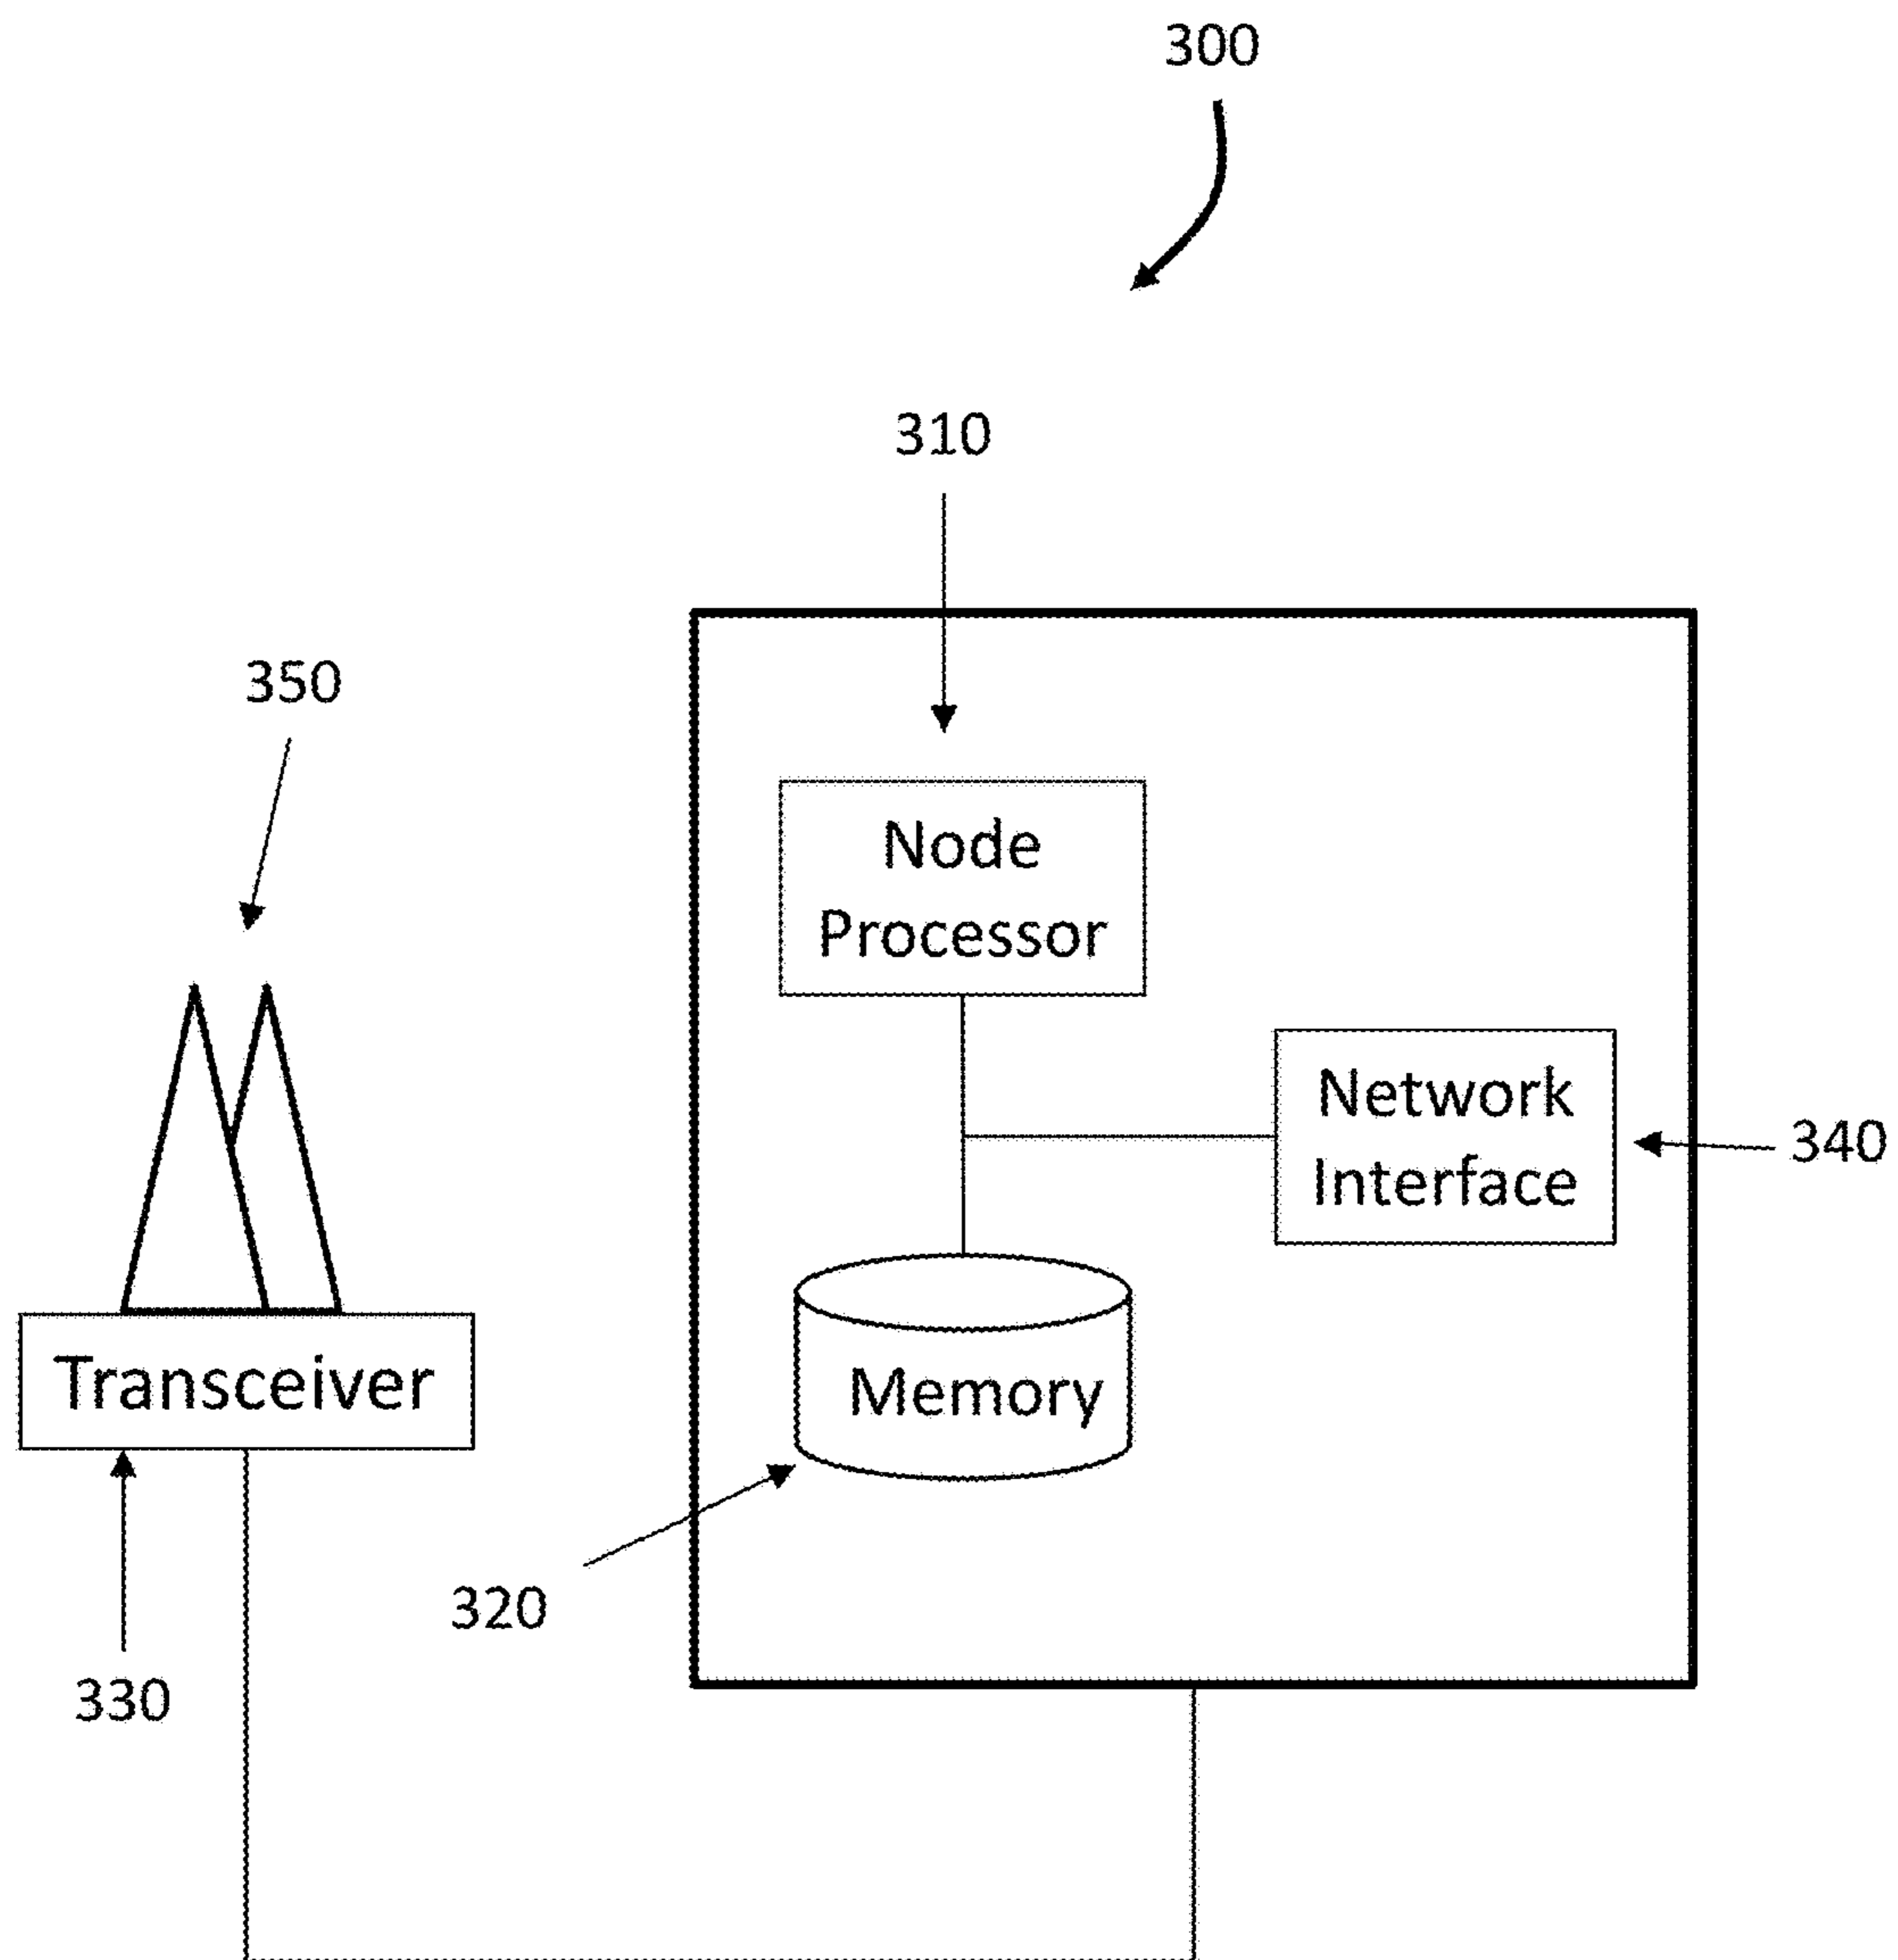 300
310
350
Node
Processor
Network
Interface
340
Transceiver
Memory
320
330